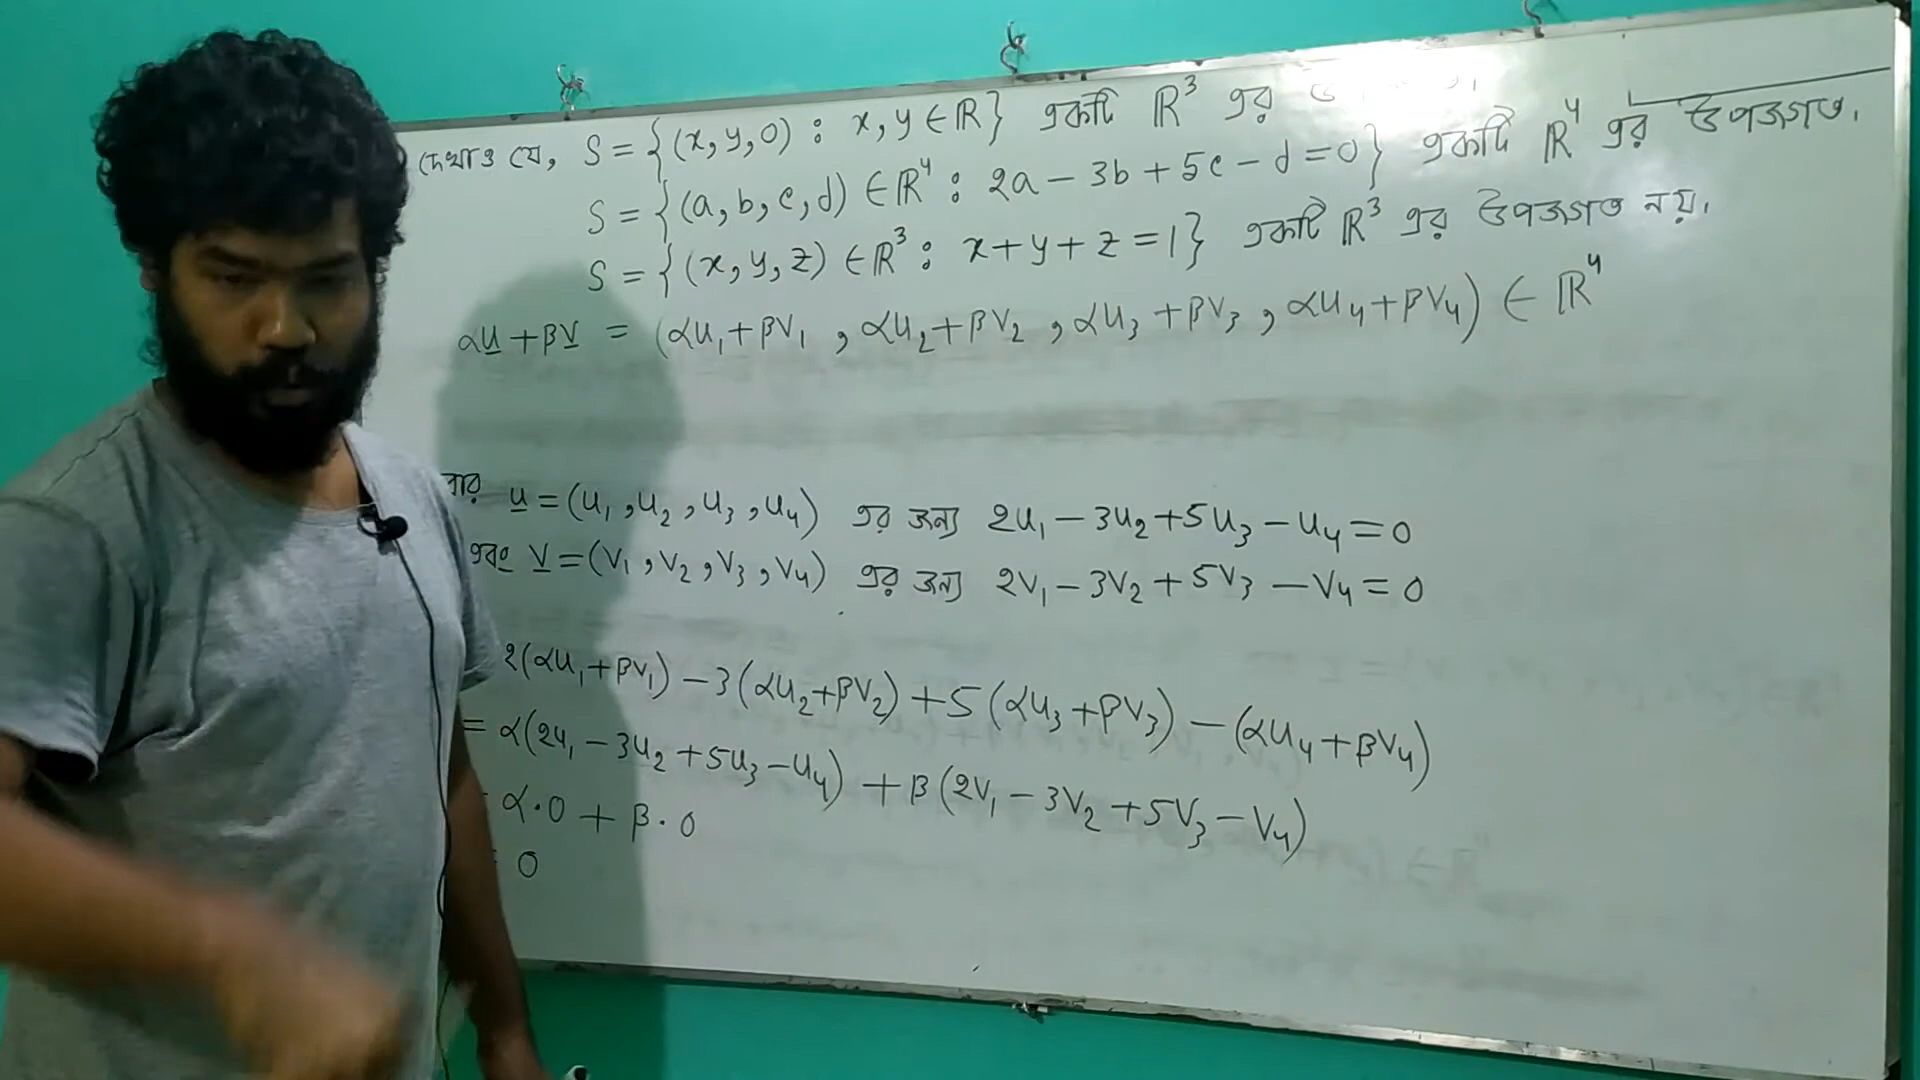 দেখাও যে, S = {(x, y, 0) : x, y ∈ ℝ} একটি ℝ³ এর
S = {(a, b, c, d) ∈ ℝ⁴ : 2a − 3b + 5c − d = 0} একটি ℝ⁴ এর উপজগত।
S = {(x, y, z) ∈ ℝ³ : x + y + z = 1} একটি ℝ³ এর উপজগত নয়।
αu̲ + βv̲ = (αu₁ + βv₁ , αu₂ + βv₂ , αu₃ + βv₃ , αu₄ + βv₄) ∈ ℝ⁴
u̲ = (u₁ , u₂ , u₃ , u₄) এর জন্য 2u₁ − 3u₂ + 5u₃ − u₄ = 0
এবং v̲ = (v₁ , v₂ , v₃ , v₄) এর জন্য 2v₁ − 3v₂ + 5v₃ − v₄ = 0
2(αu₁ + βv₁) − 3(αu₂ + βv₂) + 5(αu₃ + βv₃) − (αu₄ + βv₄)
= α(2u₁ − 3u₂ + 5u₃ − u₄) + β(2v₁ − 3v₂ + 5v₃ − v₄)
= α·0 + β·0
= 0